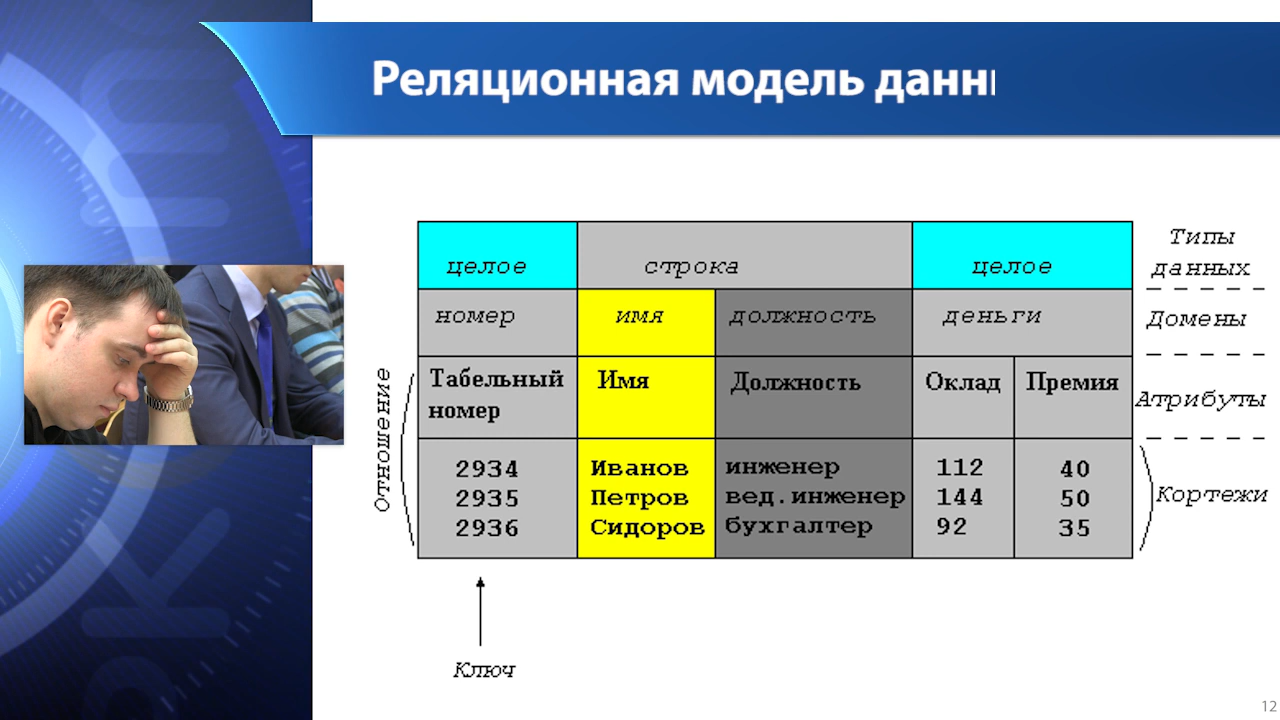 Реляционная модель данн
целое строка целое Типы
данных
номер имя должность деньги Домены
Отношение
Табельный Имя Должность Оклад Премия Атрибуты
номер
2934 Иванов инженер 112 40
2935 Петров вед.инженер 144 50 Кортежи
2936 Сидоров бухгалтер 92 35
Ключ
12